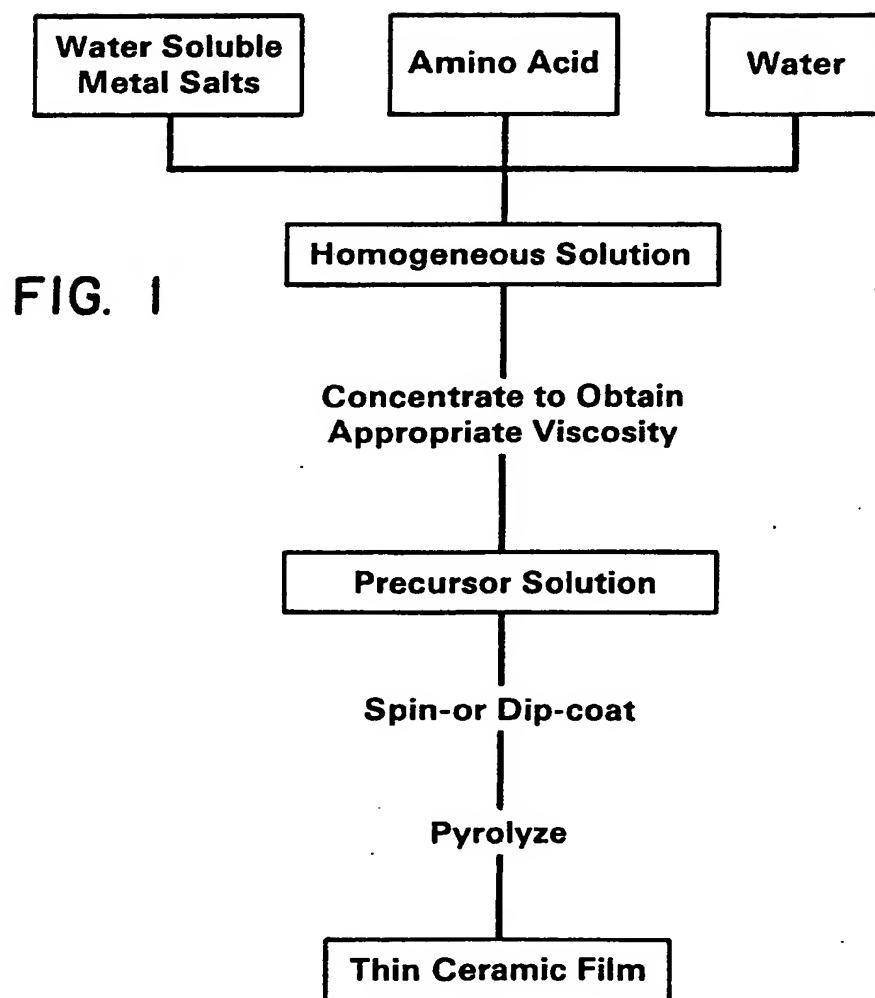 Water Soluble
Metal Salts
Amino Acid
Water
Homogeneous Solution
FIG. 1
Concentrate to Obtain
Appropriate Viscosity
Precursor Solution
Spin-or Dip-coat
Pyrolyze
Thin Ceramic Film